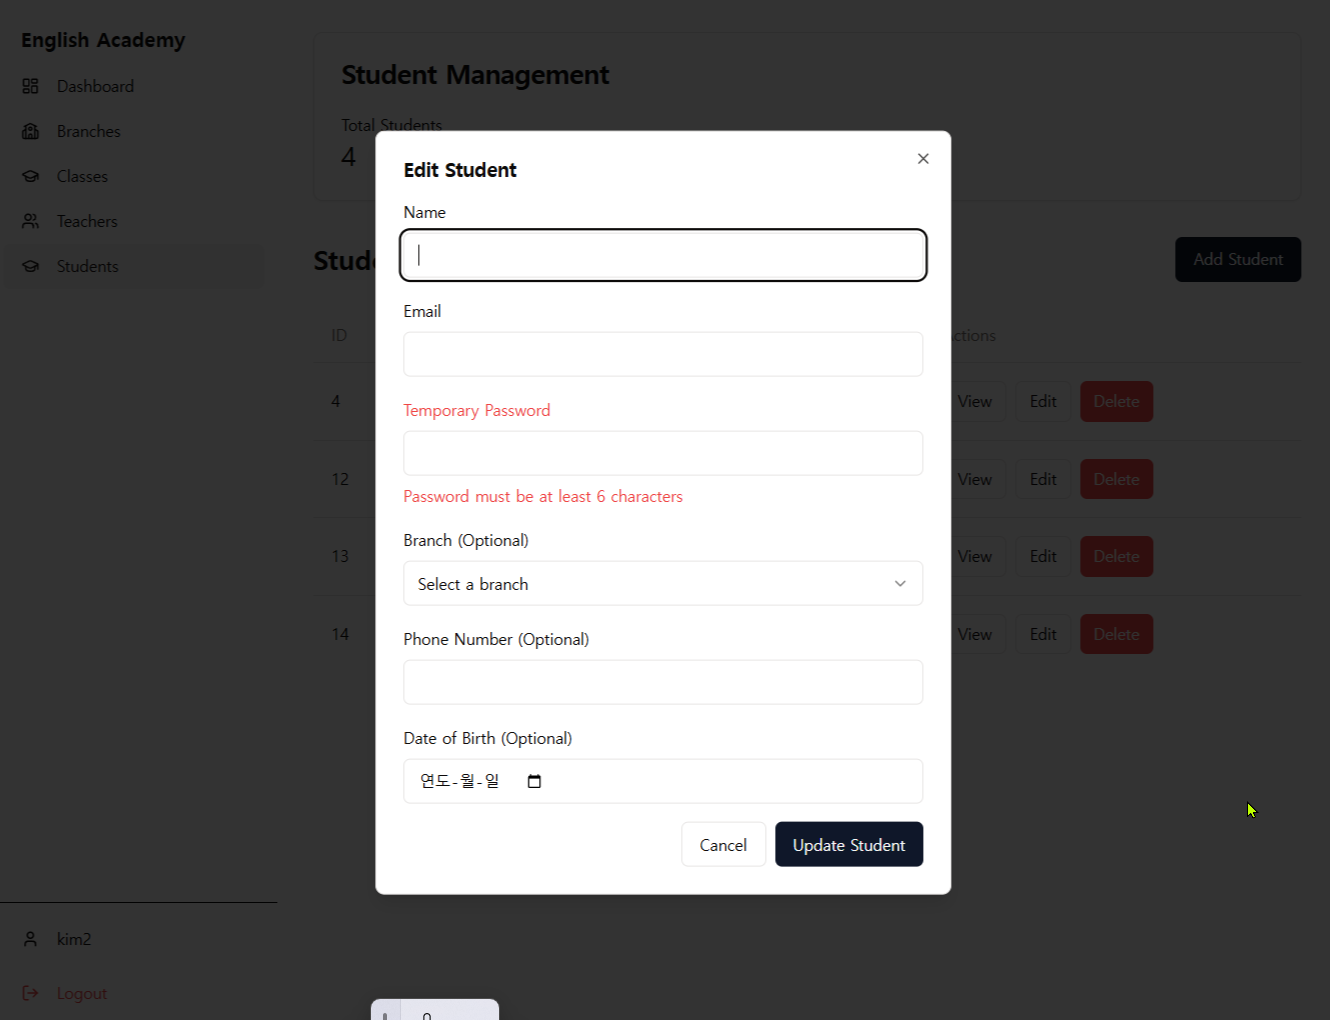 English Academy
Dashboard
Branches
Classes
Teachers
Students
kim2
Logout
Student Management
Total Students
4
Add Student
ID
4
View Edit Delete
12
View Edit Delete
13
View Edit Delete
14
View Edit Delete
Edit Student
Name
Email
Temporary Password
Password must be at least 6 characters
Branch (Optional)
Select a branch
Phone Number (Optional)
Date of Birth (Optional)
연도-월-일
Cancel Update Student